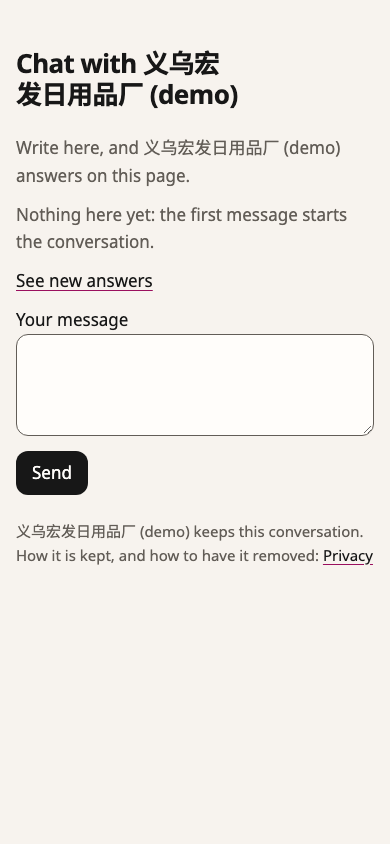 Chat with 义乌宏
发日用品厂 (demo)
Write here, and 义乌宏发日用品厂 (demo)
answers on this page.
Nothing here yet: the first message starts
the conversation.
See new answers
Your message
Send
义乌宏发日用品厂 (demo) keeps this conversation.
How it is kept, and how to have it removed: Privacy